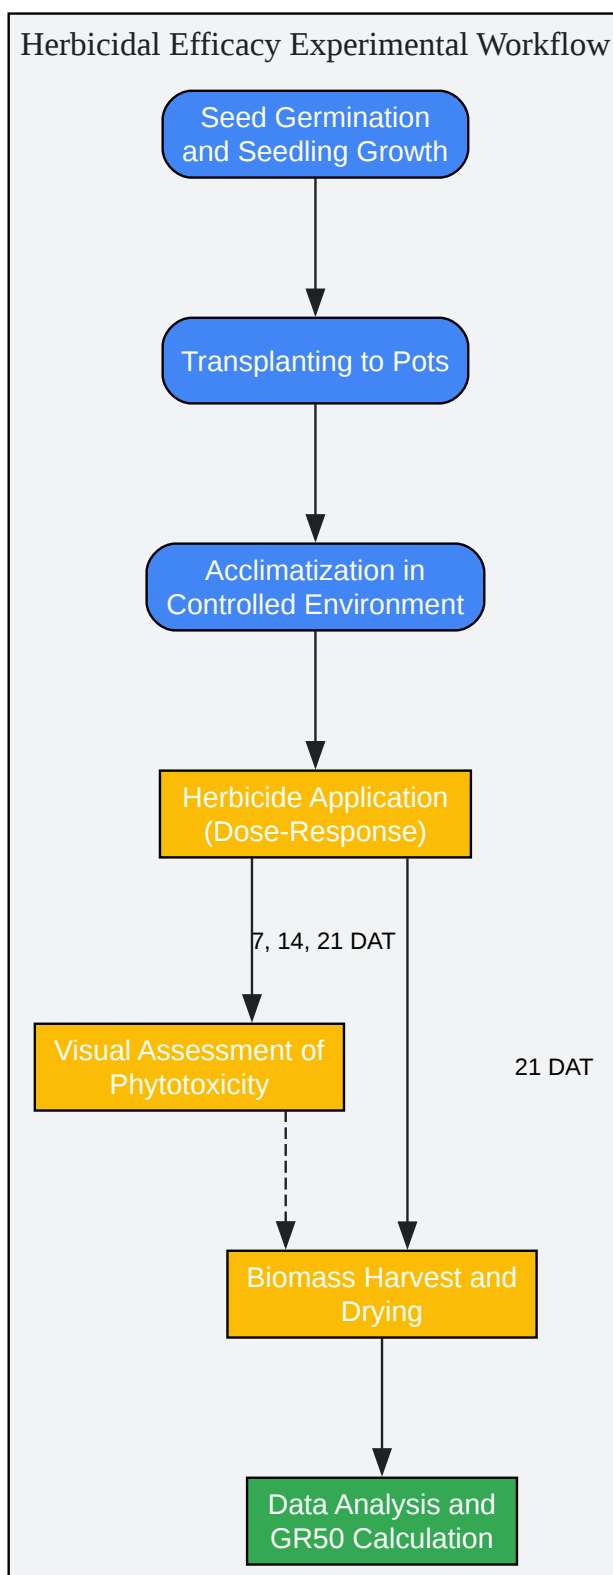 Herbicidal Efficacy Experimental Workflow
Seed Germination
and Seedling Growth
Transplanting to Pots
Acclimatization in
Controlled Environment
Herbicide Application
(Dose-Response)
7, 14, 21 DAT
Visual Assessment of
Phytotoxicity
21 DAT
Biomass Harvest and
Drying
Data Analysis and
GR50 Calculation